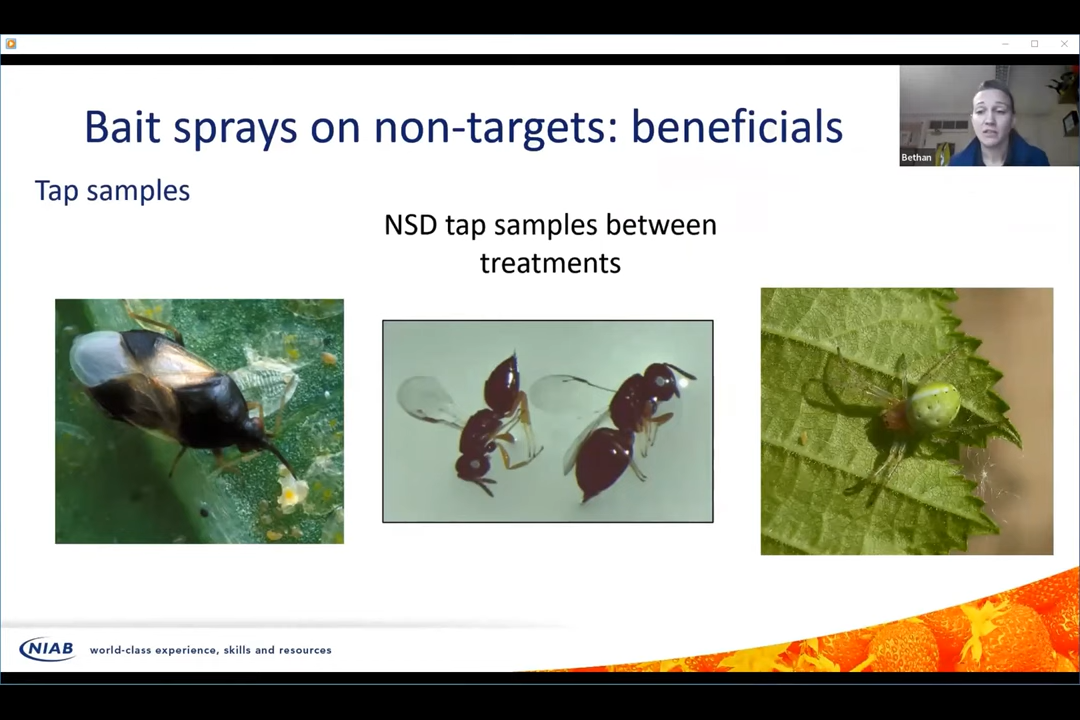 Bait sprays on non-targets: beneficials
Bethan
Tap samples
NSD tap samples between
treatments
NIAB
world-class experience, skills and resources